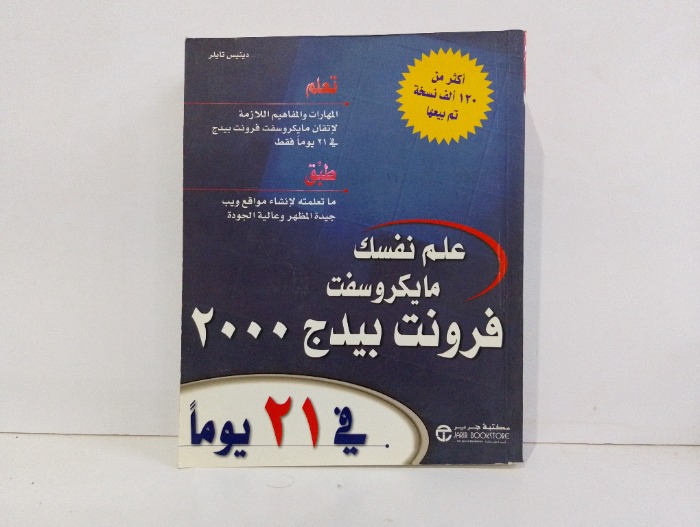 دينيس تايلر
أكثر من
١٢٠ ألف نسخة
تم بيعها
تعلم
المهارات والمفاهيم اللازمة
لإتقان مايكروسفت فرونت بيدج
في ٢١ يوماً فقط
طبِّق
ما تعلمته لإنشاء مواقع ويب
جيدة المظهر وعالية الجودة
علم نفسك
مايكروسفت
فرونت بيدج ٢٠٠٠
في ٢١ يوماً
مكتبة جرير
JARIR BOOKSTORE